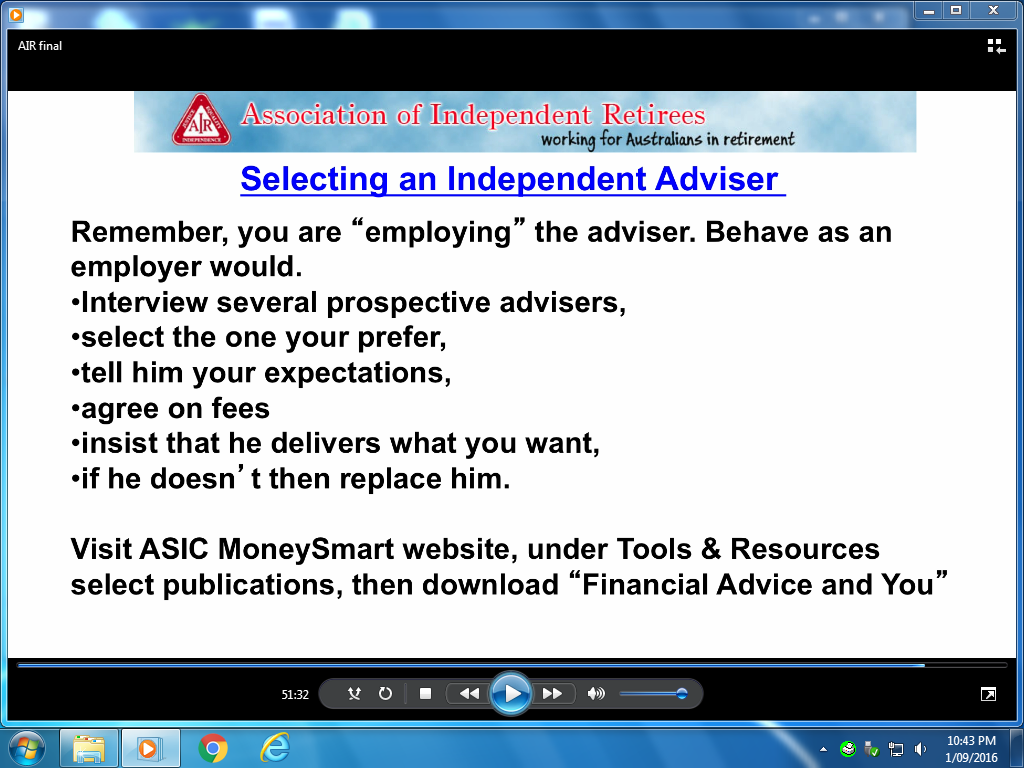 AIR final
AIR
INDEPENDENCE
Association of Independent Retirees
working for Australians in retirement
Selecting an Independent Adviser
Remember, you are “employing” the adviser. Behave as an
employer would.
•Interview several prospective advisers,
•select the one your prefer,
•tell him your expectations,
•agree on fees
•insist that he delivers what you want,
•if he doesn’t then replace him.
Visit ASIC MoneySmart website, under Tools & Resources
select publications, then download “Financial Advice and You”
51:32
10:43 PM
1/09/2016